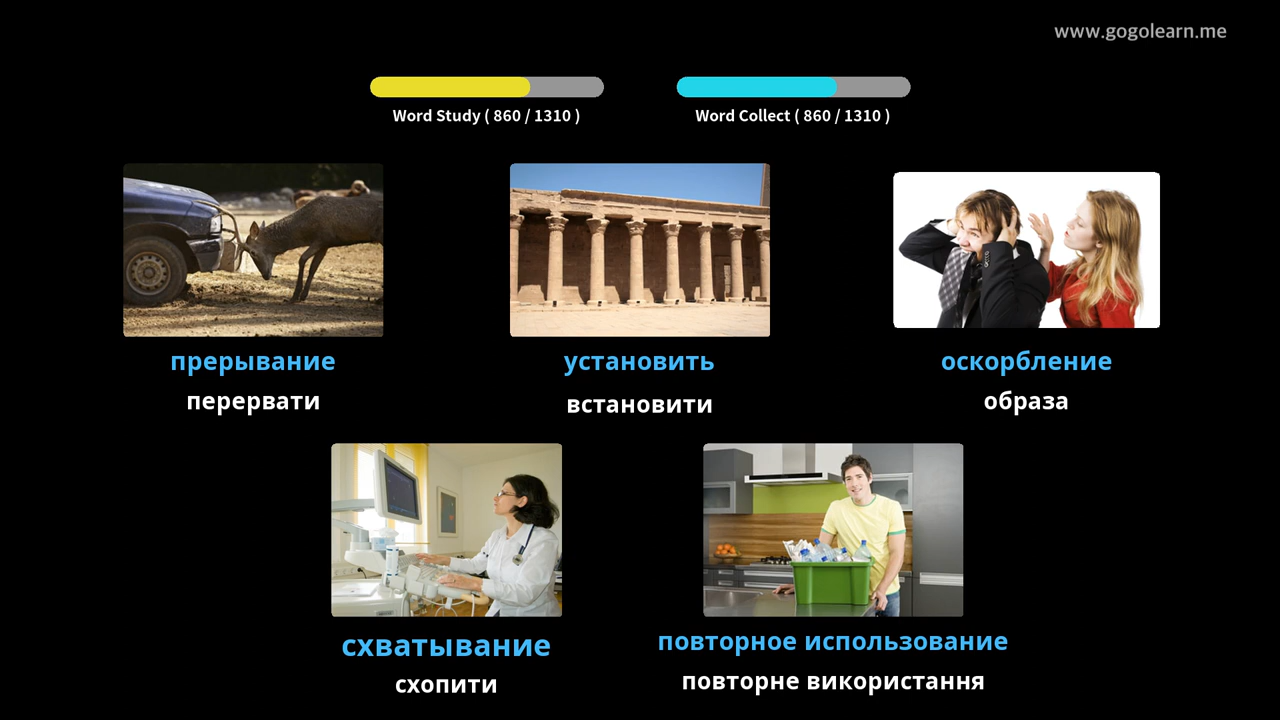 www.gogolearn.me
Word Study ( 860 / 1310 )
Word Collect ( 860 / 1310 )
прерывание
перервати
установить
встановити
оскорбление
образа
схватывание
схопити
повторное использование
повторне використання